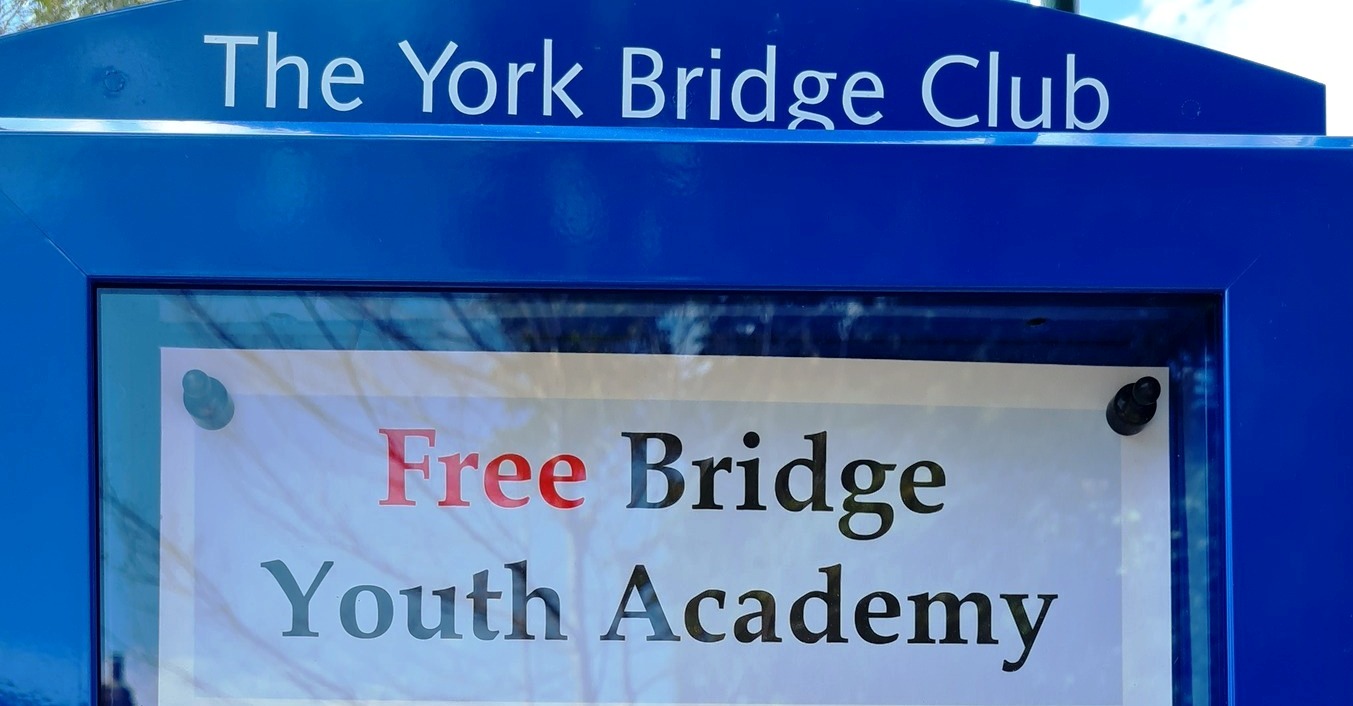 The York Bridge Club
Free Bridge
Youth Academy